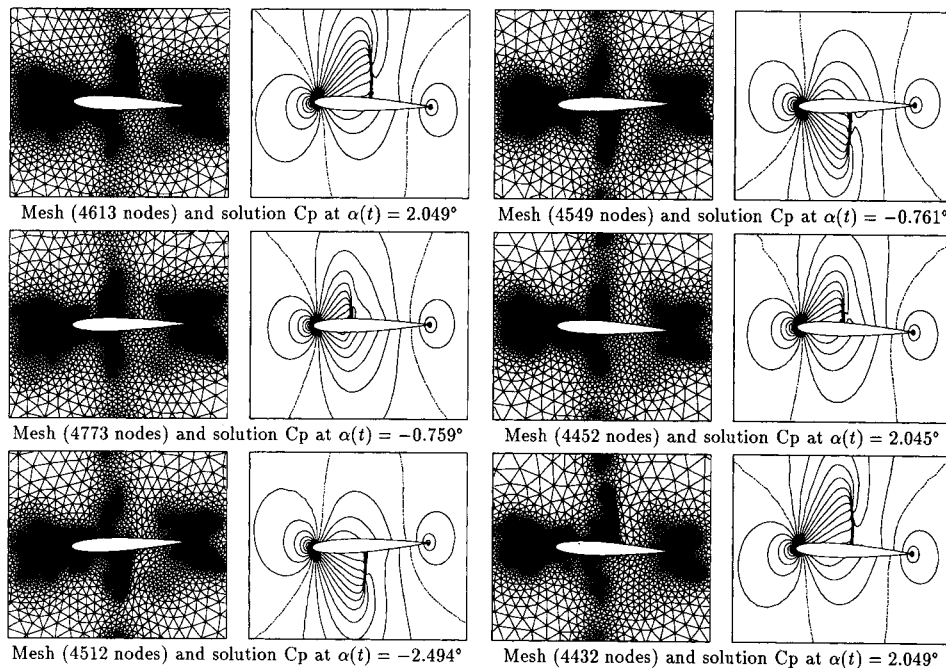 Mesh (4613 nodes) and solution Cp at α(t) = 2.049°
Mesh (4549 nodes) and solution Cp at α(t) = −0.761°
Mesh (4773 nodes) and solution Cp at α(t) = −0.759°
Mesh (4452 nodes) and solution Cp at α(t) = 2.045°
Mesh (4512 nodes) and solution Cp at α(t) = −2.494°
Mesh (4432 nodes) and solution Cp at α(t) = 2.049°